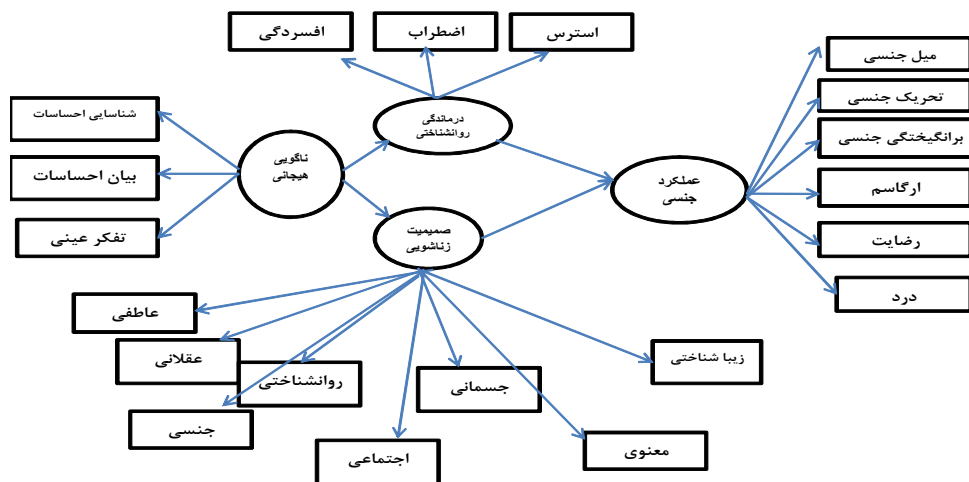 استرس
اضطراب
افسردگی
میل جنسی
تحریک جنسی
برانگیختگی جنسی
ارگاسم
رضایت
درد
درماندگی
روانشناختی
عملکرد
جنسی
ناگویی
هیجانی
صمیمیت
زناشویی
شناسایی احساسات
بیان احساسات
تفکر عینی
عاطفی
عقلانی
روانشناختی
جنسی
اجتماعی
جسمانی
معنوی
زیبا شناختی